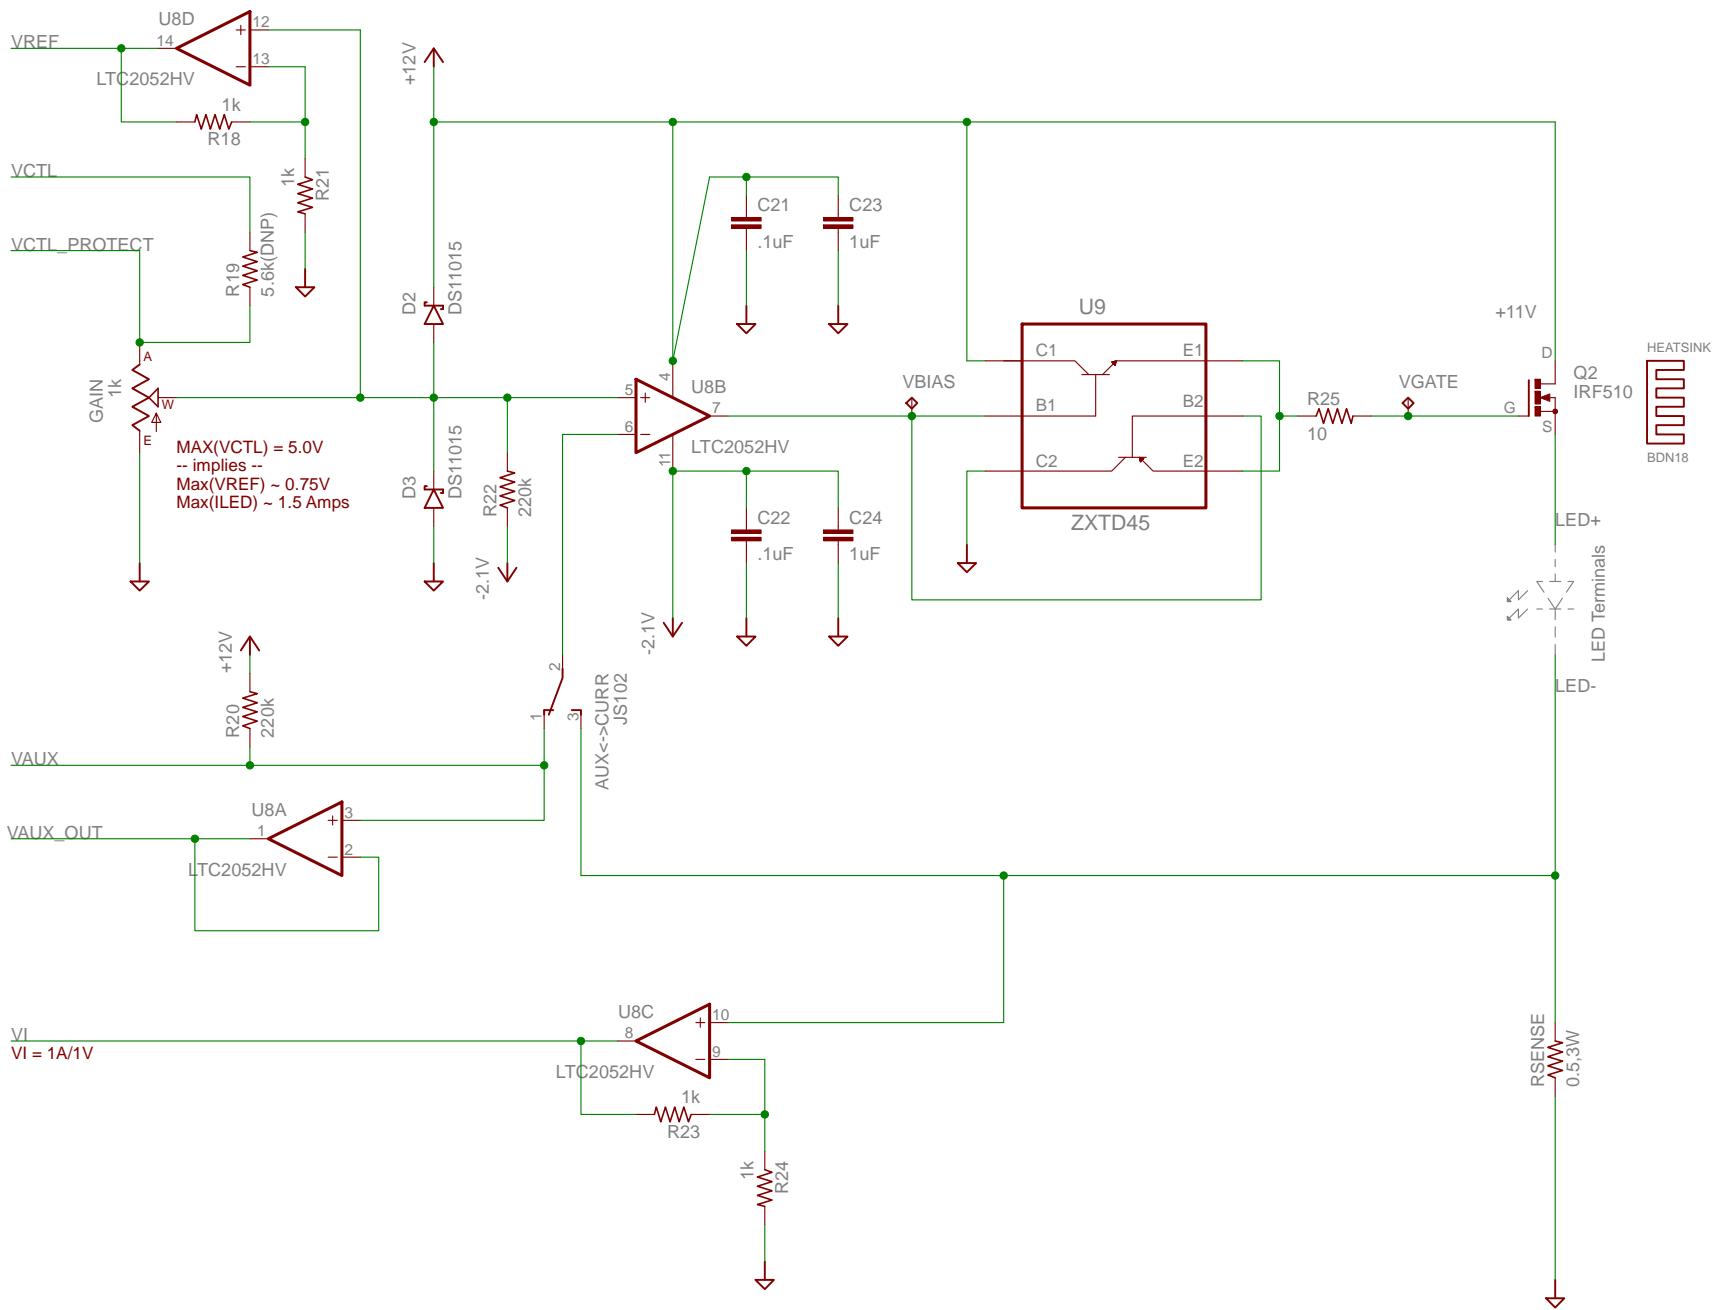 U8D
12
VREF
14
+
13
-
LTC2052HV
1k
R18
+12V
VCTL
1k
R21
VCTL_PROTECT
R19
5.6k(DNP)
A
GAIN
1k
W
E
MAX(VCTL) = 5.0V
-- implies --
Max(VREF) ~ 0.75V
Max(ILED) ~ 1.5 Amps
D2
DS11015
D3
DS11015
R22
220k
-2.1V
C21
.1uF
C23
1uF
4
U8B
5
+
7
6
-
LTC2052HV
11
C22
.1uF
C24
1uF
-2.1V
VBIAS
U9
C1
E1
B1
B2
C2
E2
ZXTD45
R25
10
VGATE
+11V
D
G
S
Q2
IRF510
HEATSINK
BDN18
LED+
LED Terminals
LED-
+12V
R20
220k
2
1
3
AUX<->CURR
JS102
VAUX
U8A
3
+
VAUX_OUT
1
2
-
LTC2052HV
U8C
10
+
VI
8
VI = 1A/1V
9
-
LTC2052HV
1k
R23
1k
R24
RSENSE
0.5,3W